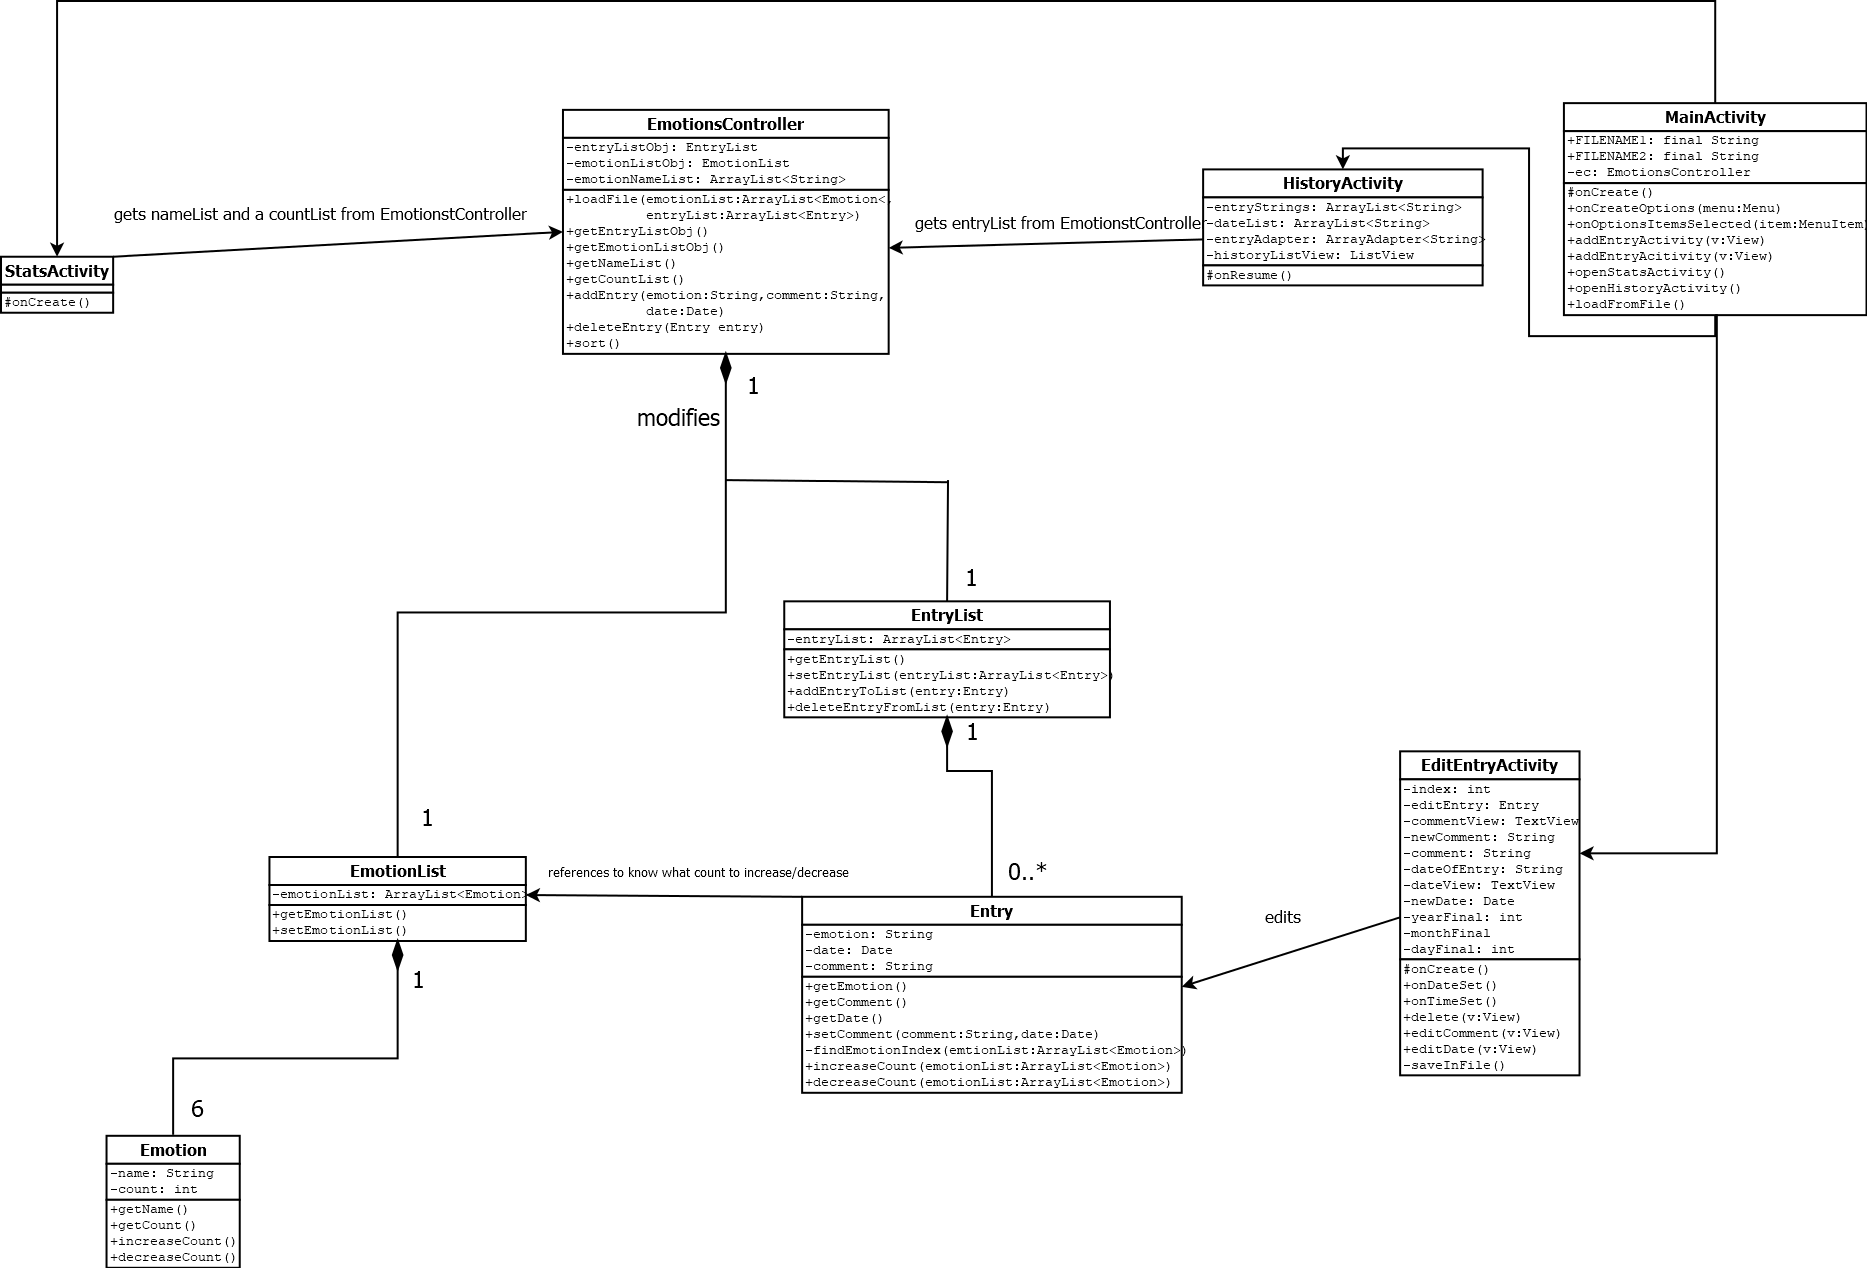 EmotionsController
-entryListObj: EntryList
-emotionListObj: EmotionList
-emotionNameList: ArrayList<String>
+loadFile(emotionList:ArrayList<Emotion<,
entryList:ArrayList<Entry>)
+getEntryListObj()
+getEmotionListObj()
+getNameList()
+getCountList()
+addEntry(emotion:String,comment:String,
date:Date)
+deleteEntry(Entry entry)
+sort()
MainActivity
+FILENAME1: final String
+FILENAME2: final String
-ec: EmotionsController
#onCreate()
+onCreateOptions(menu:Menu)
+onOptionsItemsSelected(item:MenuItem)
+addEntryActivity(v:View)
+addEntryAcitivity(v:View)
+openStatsActivity()
+openHistoryActivity()
+loadFromFile()
HistoryActivity
-entryStrings: ArrayList<String>
-dateList: ArrayList<String>
-entryAdapter: ArrayAdapter<String>
-historyListView: ListView
#onResume()
gets nameList and a countList from EmotionstController
gets entryList from EmotionstController
StatsActivity
#onCreate()
1
modifies
1
EntryList
-entryList: ArrayList<Entry>
+getEntryList()
+setEntryList(entryList:ArrayList<Entry>)
+addEntryToList(entry:Entry)
+deleteEntryFromList(entry:Entry)
1
EditEntryActivity
-index: int
-editEntry: Entry
-commentView: TextView
-newComment: String
-comment: String
-dateOfEntry: String
-dateView: TextView
-newDate: Date
-yearFinal: int
-monthFinal
-dayFinal: int
#onCreate()
+onDateSet()
+onTimeSet()
+delete(v:View)
+editComment(v:View)
+editDate(v:View)
-saveInFile()
1
EmotionList
-emotionList: ArrayList<Emotion>
+getEmotionList()
+setEmotionList()
references to know what count to increase/decrease
0..*
Entry
-emotion: String
-date: Date
-comment: String
+getEmotion()
+getComment()
+getDate()
+setComment(comment:String,date:Date)
-findEmotionIndex(emtionList:ArrayList<Emotion>)
+increaseCount(emotionList:ArrayList<Emotion>)
+decreaseCount(emotionList:ArrayList<Emotion>)
edits
1
6
Emotion
-name: String
-count: int
+getName()
+getCount()
+increaseCount()
+decreaseCount()